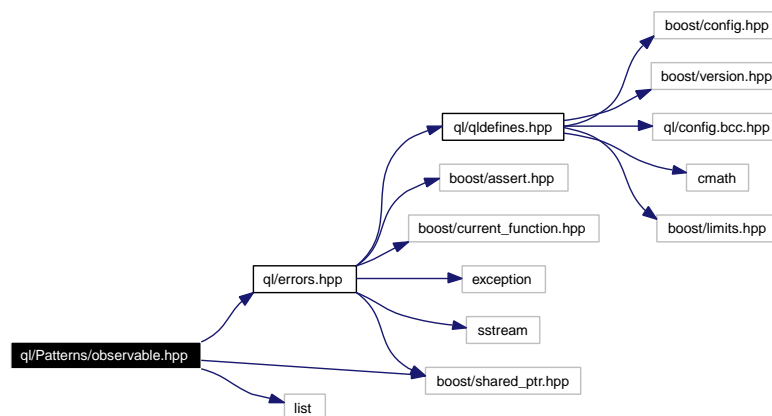 boost/config.hpp
boost/version.hpp
ql/qldefines.hpp
ql/config.bcc.hpp
boost/assert.hpp
cmath
boost/current_function.hpp
boost/limits.hpp
ql/errors.hpp
exception
sstream
ql/Patterns/observable.hpp
boost/shared_ptr.hpp
list